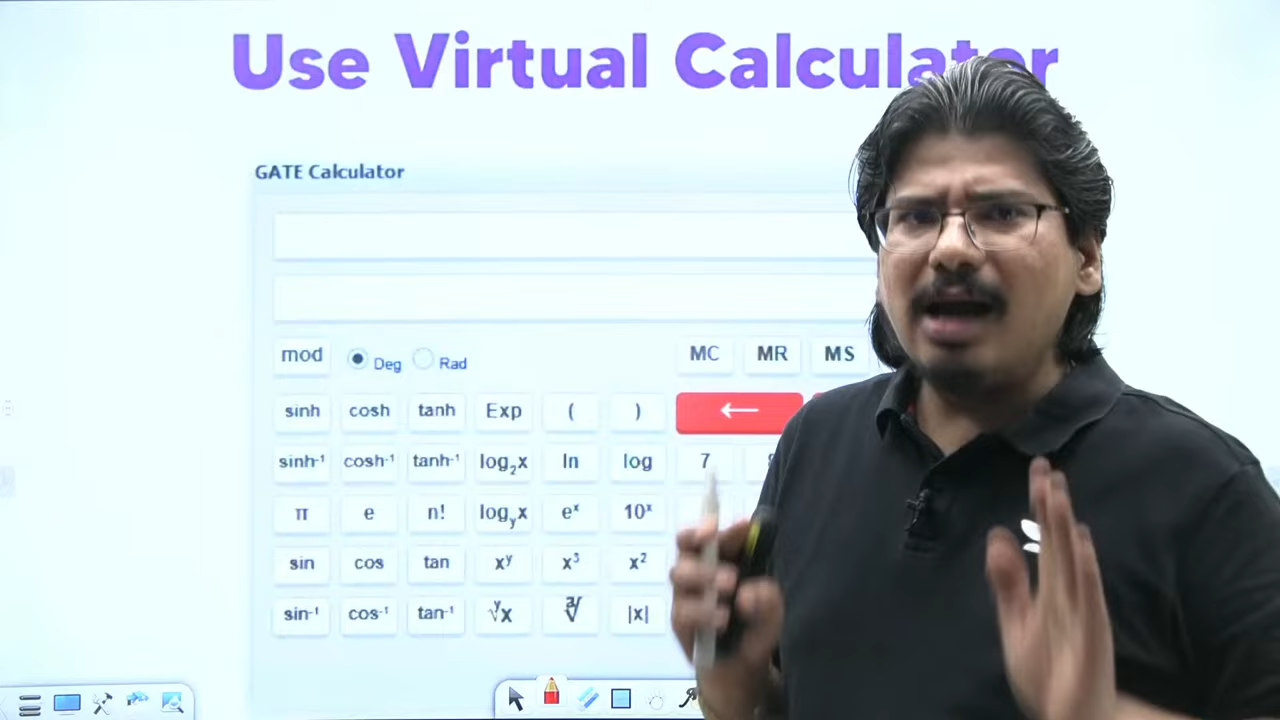 Use Virtual Calculator
GATE Calculator
mod Deg Rad MC MR MS
sinh cosh tanh Exp ( ) ←
sinh⁻¹ cosh⁻¹ tanh⁻¹ log₂x ln log 7
π e n! logᵧx eˣ 10ˣ
sin cos tan xʸ x³ x²
sin⁻¹ cos⁻¹ tan⁻¹ ʸ√x ³√ |x|